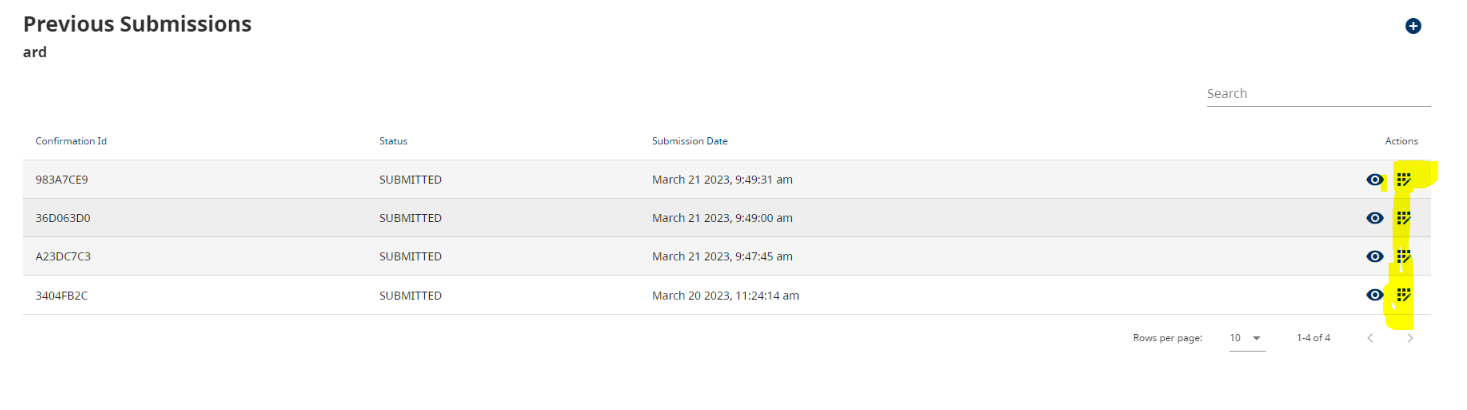 Previous Submissions
ard
Search
Confirmation Id Status Submission Date Actions
983A7CE9 SUBMITTED March 21 2023, 9:49:31 am
36D063D0 SUBMITTED March 21 2023, 9:49:00 am
A23DC7C3 SUBMITTED March 21 2023, 9:47:45 am
3404FB2C SUBMITTED March 20 2023, 11:24:14 am
Rows per page: 10 1-4 of 4